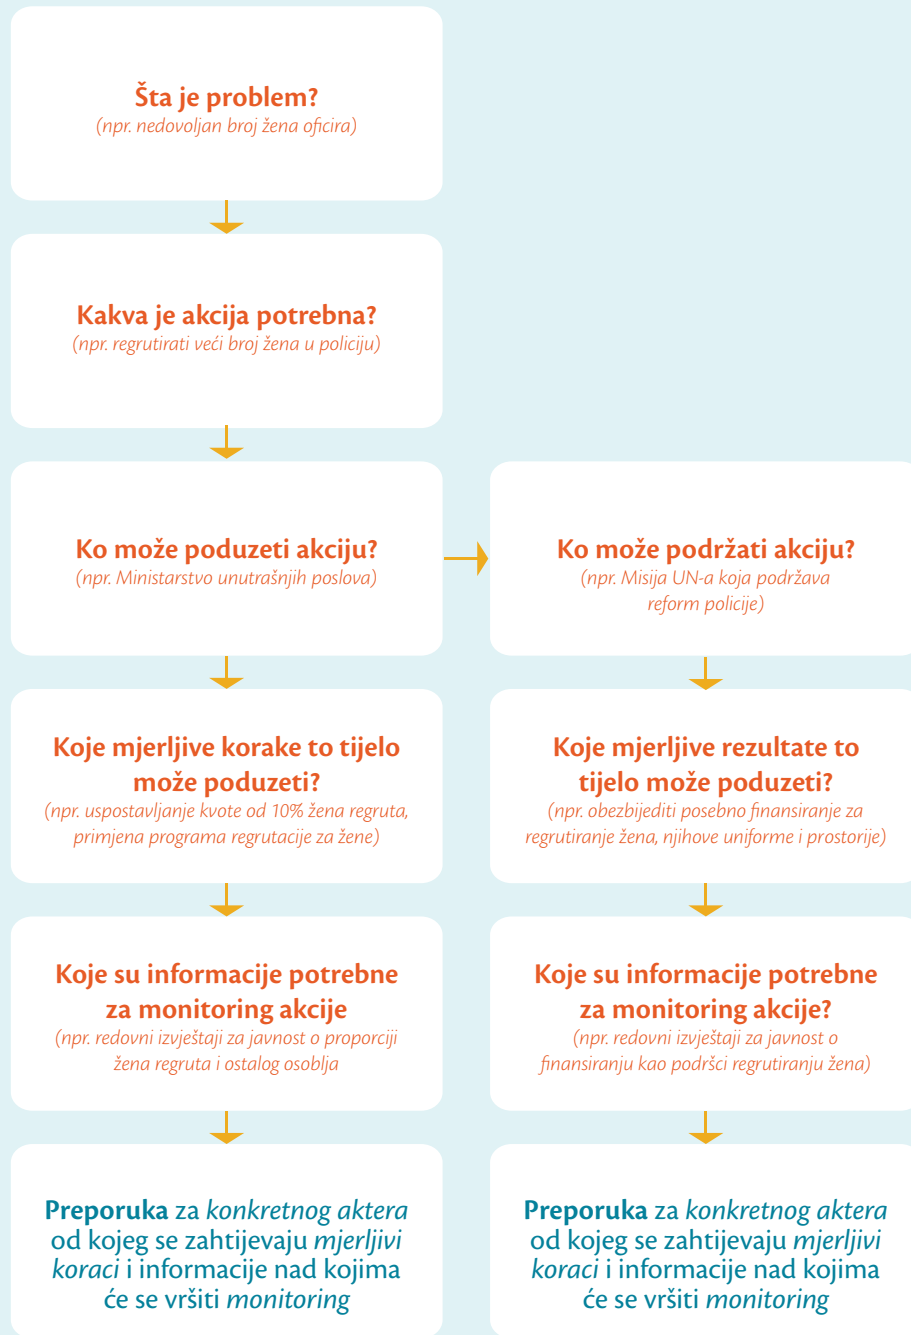 Šta je problem?
(npr. nedovoljan broj žena oficira)
Kakva je akcija potrebna?
(npr. regrutirati veći broj žena u policiju)
Ko može poduzeti akciju?
(npr. Ministarstvo unutrašnjih poslova)
Ko može podržati akciju?
(npr. Misija UN-a koja podržava
reform policije)
Koje mjerljive korake to tijelo
može poduzeti?
(npr. uspostavljanje kvote od 10% žena regruta,
primjena programa regrutacije za žene)
Koje mjerljive rezultate to
tijelo može poduzeti?
(npr. obezbijediti posebno finansiranje za
regrutiranje žena, njihove uniforme i prostorije)
Koje su informacije potrebne
za monitoring akcije
(npr. redovni izvještaji za javnost o proporciji
žena regruta i ostalog osoblja
Koje su informacije potrebne
za monitoring akcije?
(npr. redovni izvještaji za javnost o
finansiranju kao podršci regrutiranju žena)
Preporuka za konkretnog aktera
od kojeg se zahtijevaju mjerljivi
koraci i informacije nad kojima
će se vršiti monitoring
Preporuka za konkretnog aktera
od kojeg se zahtijevaju mjerljivi
koraci i informacije nad kojima
će se vršiti monitoring